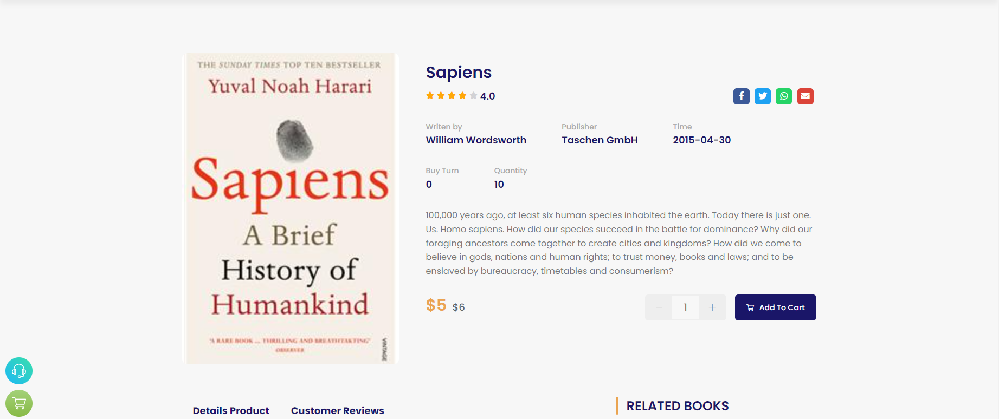 THE SUNDAY TIMES TOP TEN BESTSELLER
Yuval Noah Harari
Sapiens
A Brief
History of
Humankind
'A RARE BOOK ... THRILLING AND BREATHTAKING'
OBSERVER
VINTAGE
Sapiens
4.0
Writen by
William Wordsworth
Publisher
Taschen GmbH
Time
2015-04-30
Buy Turn
0
Quantity
10
100,000 years ago, at least six human species inhabited the earth. Today there is just one.
Us. Homo sapiens. How did our species succeed in the battle for dominance? Why did our
foraging ancestors come together to create cities and kingdoms? How did we come to
believe in gods, nations and human rights; to trust money, books and laws; and to be
enslaved by bureaucracy, timetables and consumerism?
$5 $6
− 1 +
Add To Cart
Details Product
Customer Reviews
RELATED BOOKS